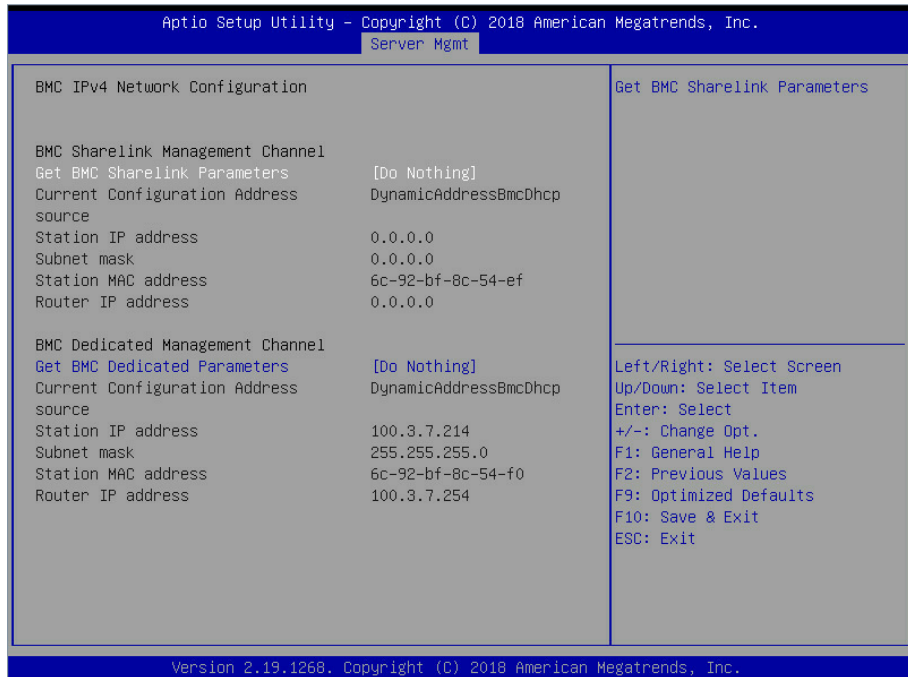 Aptio Setup Utility – Copyright (C) 2018 American Megatrends, Inc.
Server Mgmt
BMC IPv4 Network Configuration
BMC Sharelink Management Channel
Get BMC Sharelink Parameters [Do Nothing]
Current Configuration Address DynamicAddressBmcDhcp
source
Station IP address 0.0.0.0
Subnet mask 0.0.0.0
Station MAC address 6c-92-bf-8c-54-ef
Router IP address 0.0.0.0
BMC Dedicated Management Channel
Get BMC Dedicated Parameters [Do Nothing]
Current Configuration Address DynamicAddressBmcDhcp
source
Station IP address 100.3.7.214
Subnet mask 255.255.255.0
Station MAC address 6c-92-bf-8c-54-f0
Router IP address 100.3.7.254
Get BMC Sharelink Parameters
Left/Right: Select Screen
Up/Down: Select Item
Enter: Select
+/-: Change Opt.
F1: General Help
F2: Previous Values
F9: Optimized Defaults
F10: Save & Exit
ESC: Exit
Version 2.19.1268. Copyright (C) 2018 American Megatrends, Inc.